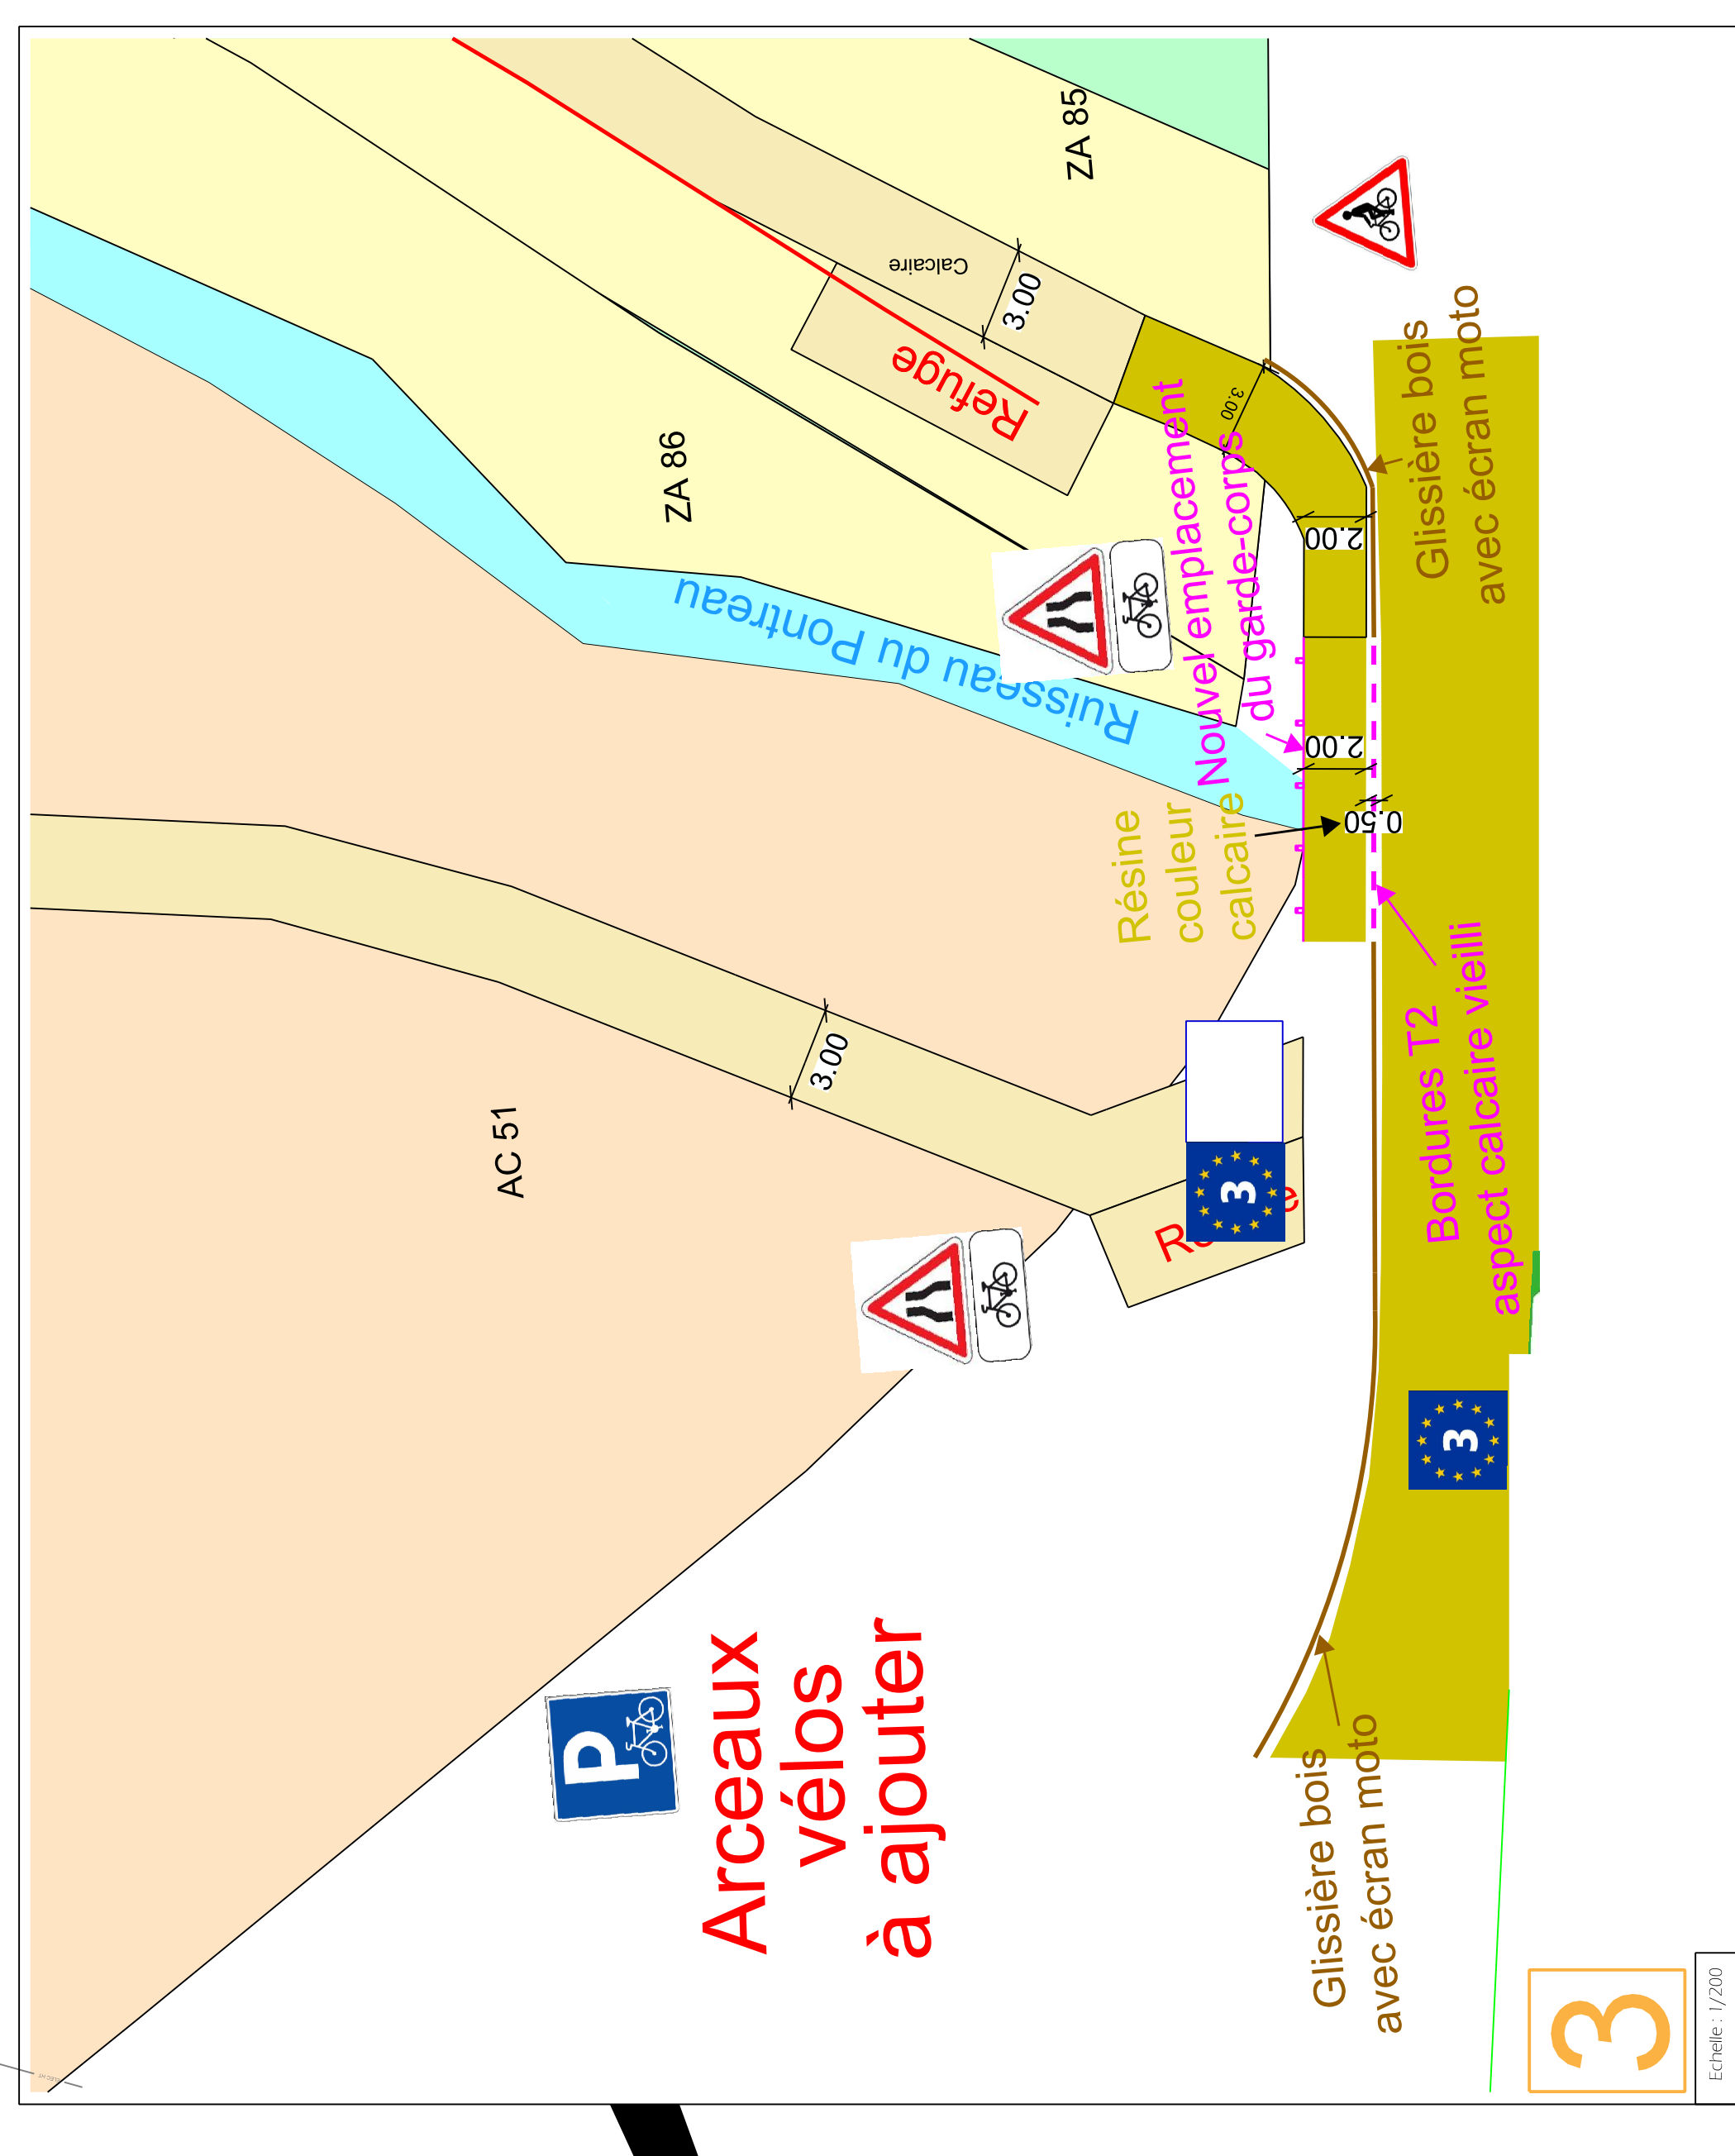 ZA 85
Calcaire
3.00
Refuge
3.00
ZA 86
Ruisseau du Pontreau
Nouvel emplacement
du garde-corps
2.00
2.00
0.50
Glissière bois
avec écran moto
Résine
couleur
calcaire
3.00
AC 51
3
Bordures T2
aspect calcaire vieilli
3
P
Arceaux
vélos
à ajouter
Glissière bois
avec écran moto
3
Echelle : 1/200